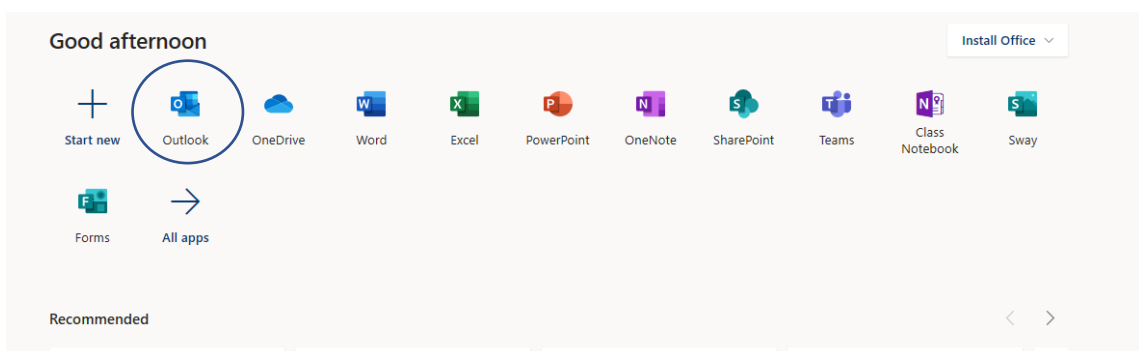 Good afternoon
Install Office
Start new
Outlook
OneDrive
Word
Excel
PowerPoint
OneNote
SharePoint
Teams
Class
Notebook
Sway
Forms
All apps
Recommended